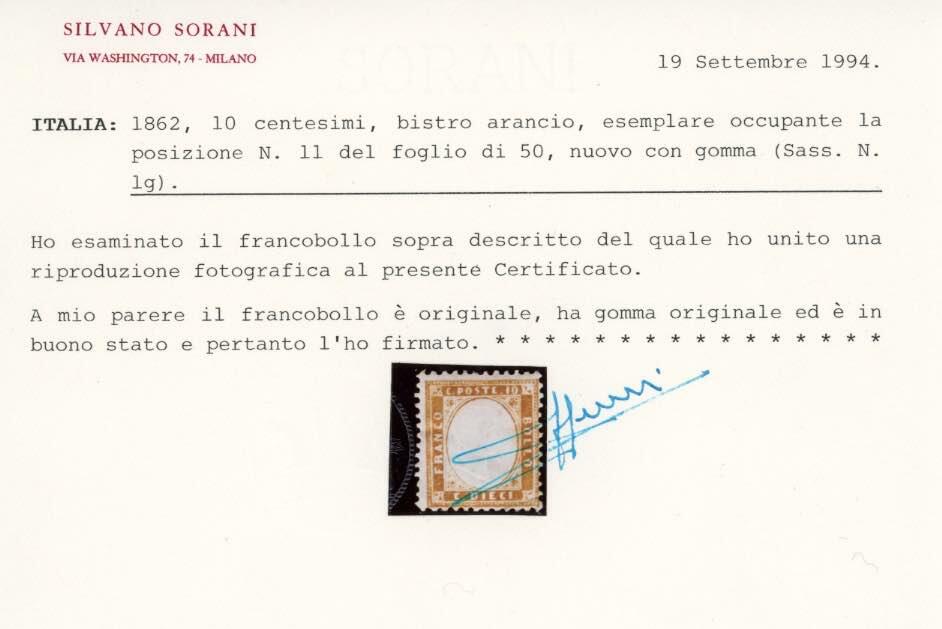 SILVANO SORANI
VIA WASHINGTON, 74 - MILANO
SORANI
19 Settembre 1994.
ITALIA: 1862, 10 centesimi, bistro arancio, esemplare occupante la
posizione N. 11 del foglio di 50, nuovo con gomma (Sass. N.
1g).
Ho esaminato il francobollo sopra descritto del quale ho unito una
riproduzione fotografica al presente Certificato.
A mio parere il francobollo è originale, ha gomma originale ed è in
buono stato e pertanto l'ho firmato. * * * * * * * * * * * * * * * * *
C. POSTE. 10
FRANCO
BOLLO
C. DIECI